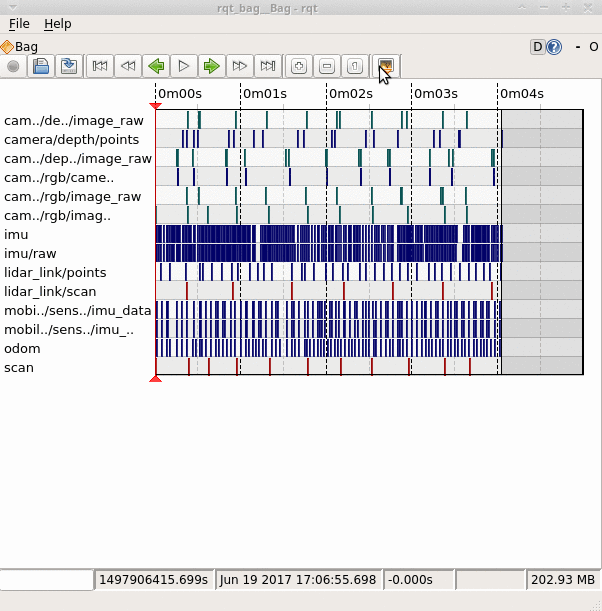 rqt_bag__Bag - rqt
File Help
Bag D - O
0m00s 0m01s 0m02s 0m03s 0m04s
cam../de../image_raw
camera/depth/points
cam../dep../image_raw
cam../rgb/came..
cam../rgb/image_raw
cam../rgb/imag..
imu
imu/raw
lidar_link/points
lidar_link/scan
mobi../sens../imu_data
mobil../sens../imu_..
odom
scan
1497906415.699s Jun 19 2017 17:06:55.698 -0.000s 202.93 MB